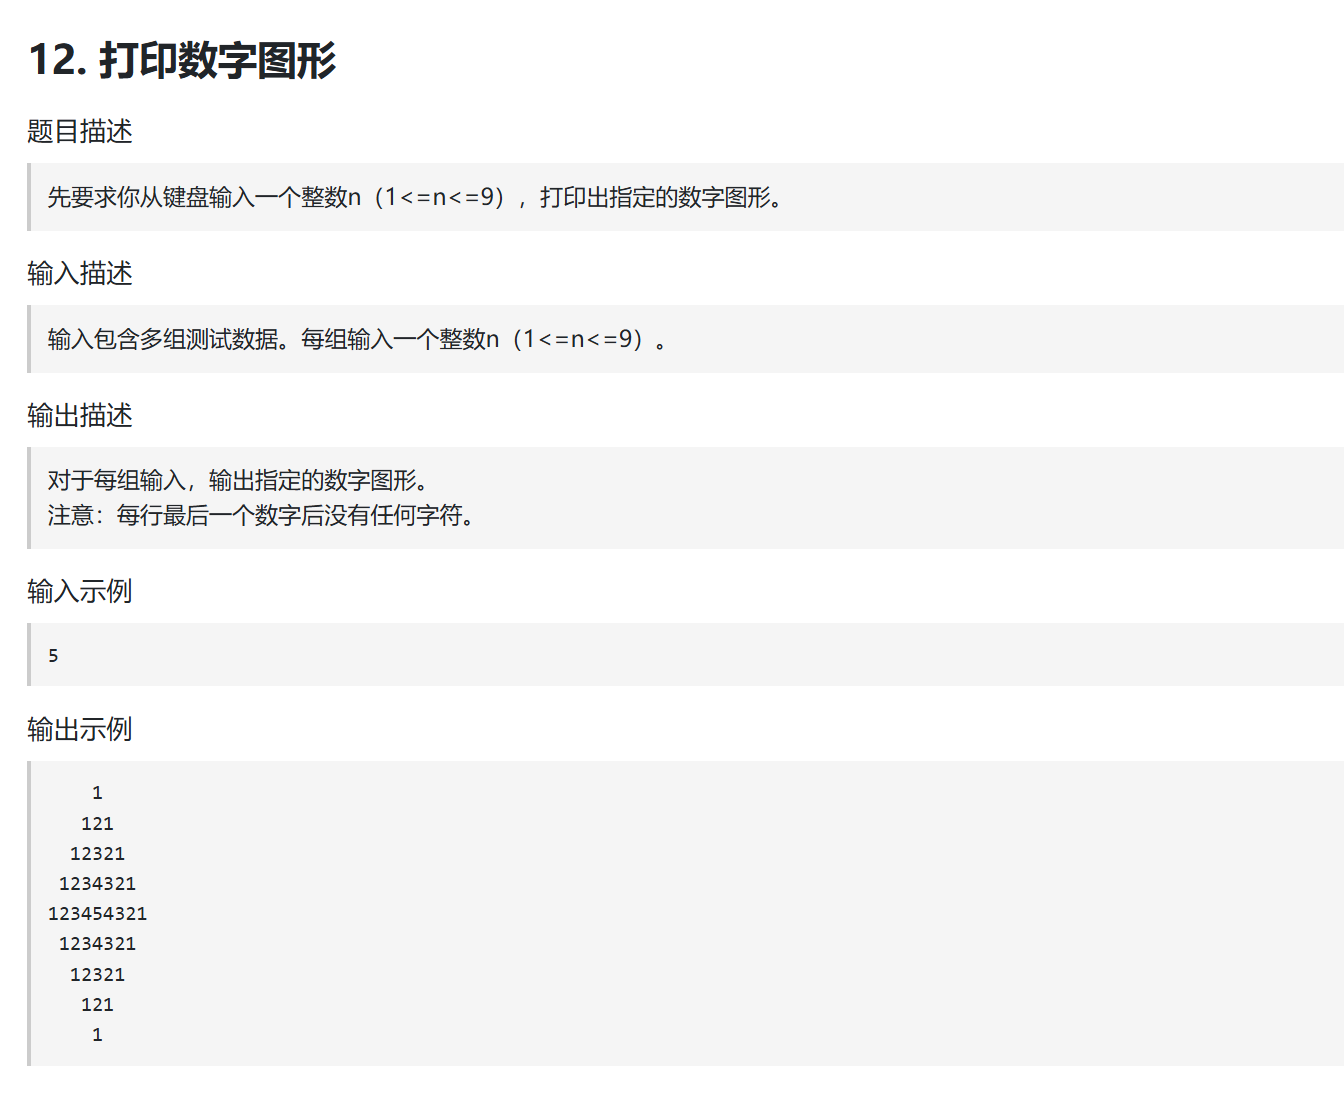 12. 打印数字图形
题目描述
先要求你从键盘输入一个整数n（1<=n<=9），打印出指定的数字图形。
输入描述
输入包含多组测试数据。每组输入一个整数n（1<=n<=9）。
输出描述
对于每组输入，输出指定的数字图形。
注意：每行最后一个数字后没有任何字符。
输入示例
5
输出示例
    1
   121
  12321
 1234321
123454321
 1234321
  12321
   121
    1